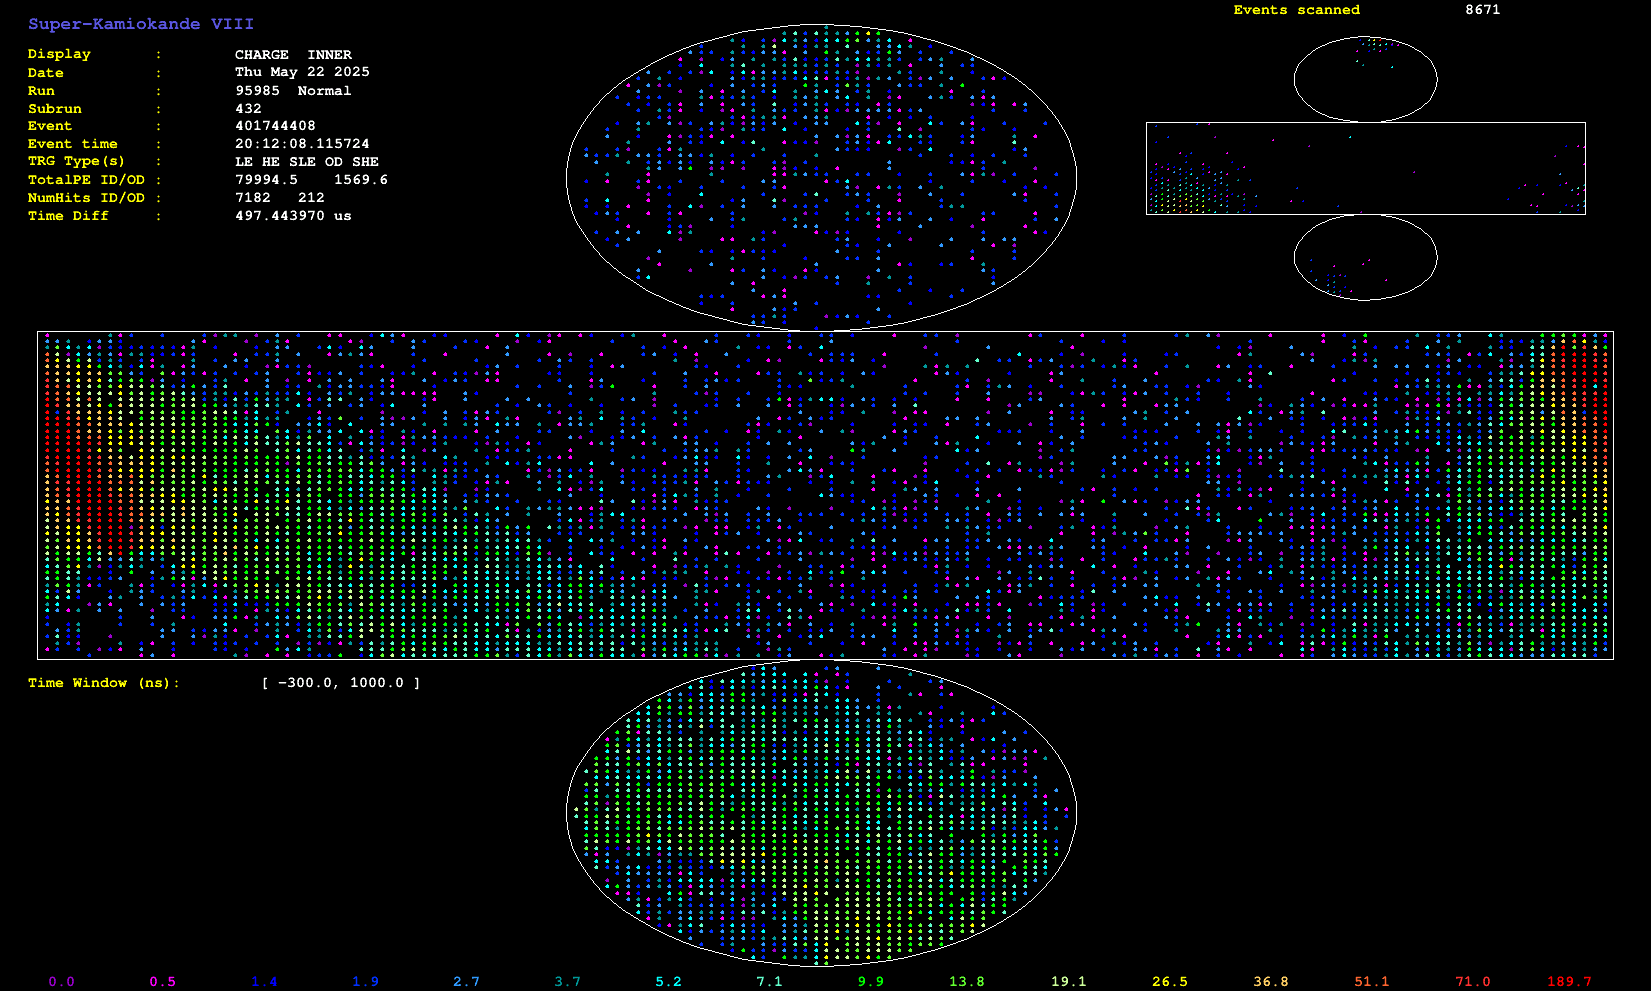 Super-Kamiokande VIII
Events scanned 8671
Display : CHARGE INNER
Date : Thu May 22 2025
Run : 95985 Normal
Subrun : 432
Event : 401744408
Event time : 20:12:08.115724
TRG Type(s) : LE HE SLE OD SHE
TotalPE ID/OD : 79994.5 1569.6
NumHits ID/OD : 7182 212
Time Diff : 497.443970 us
Time Window (ns): [ -300.0, 1000.0 ]
0.0 0.5 1.4 1.9 2.7 3.7 5.2 7.1 9.9 13.8 19.1 26.5 36.8 51.1 71.0 189.7